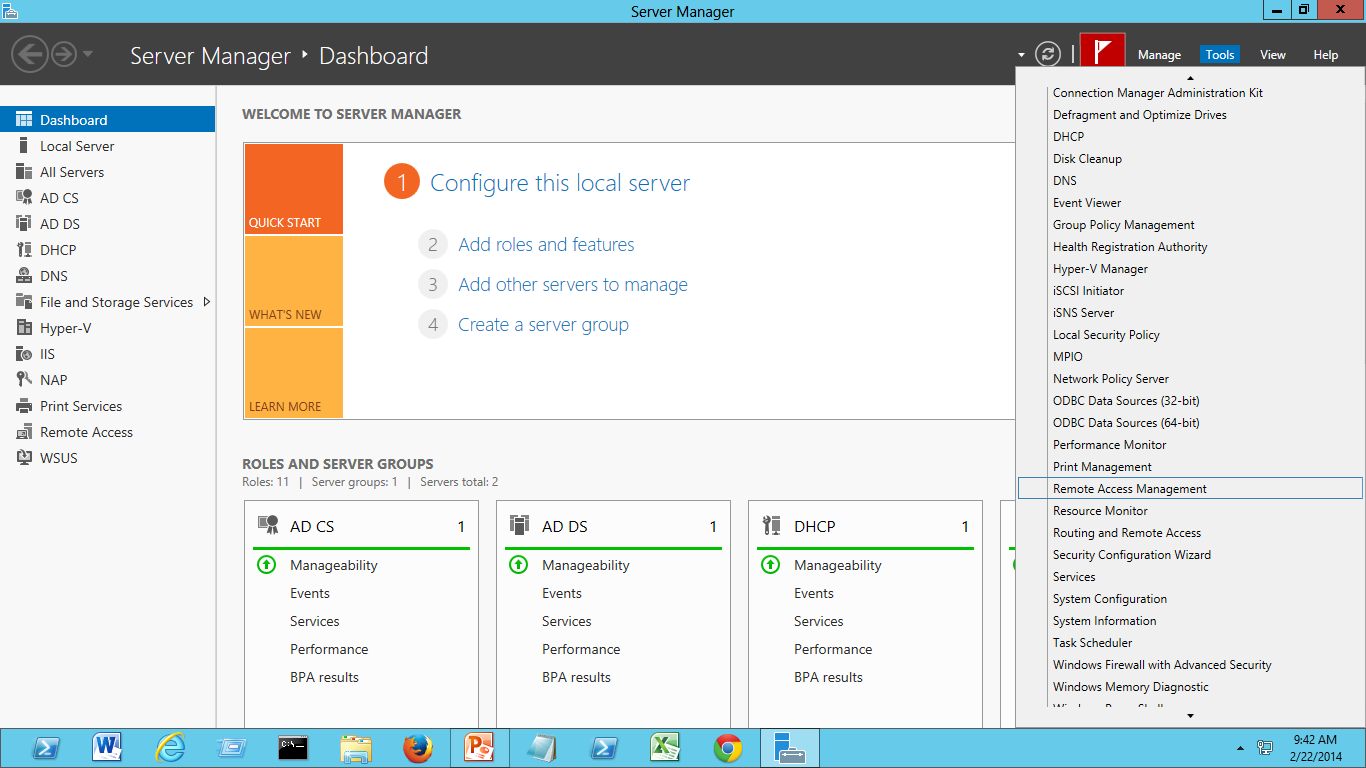 Server Manager
Server Manager ‣ Dashboard
Manage Tools View Help
Dashboard
Local Server
All Servers
AD CS
AD DS
DHCP
DNS
File and Storage Services
Hyper-V
IIS
NAP
Print Services
Remote Access
WSUS
WELCOME TO SERVER MANAGER
QUICK START
WHAT'S NEW
LEARN MORE
1 Configure this local server
2 Add roles and features
3 Add other servers to manage
4 Create a server group
ROLES AND SERVER GROUPS
Roles: 11 | Server groups: 1 | Servers total: 2
AD CS 1
Manageability
Events
Services
Performance
BPA results
AD DS 1
Manageability
Events
Services
Performance
BPA results
DHCP 1
Manageability
Events
Services
Performance
BPA results
Connection Manager Administration Kit
Defragment and Optimize Drives
DHCP
Disk Cleanup
DNS
Event Viewer
Group Policy Management
Health Registration Authority
Hyper-V Manager
iSCSI Initiator
iSNS Server
Local Security Policy
MPIO
Network Policy Server
ODBC Data Sources (32-bit)
ODBC Data Sources (64-bit)
Performance Monitor
Print Management
Remote Access Management
Resource Monitor
Routing and Remote Access
Security Configuration Wizard
Services
System Configuration
System Information
Task Scheduler
Windows Firewall with Advanced Security
Windows Memory Diagnostic
9:42 AM
2/22/2014